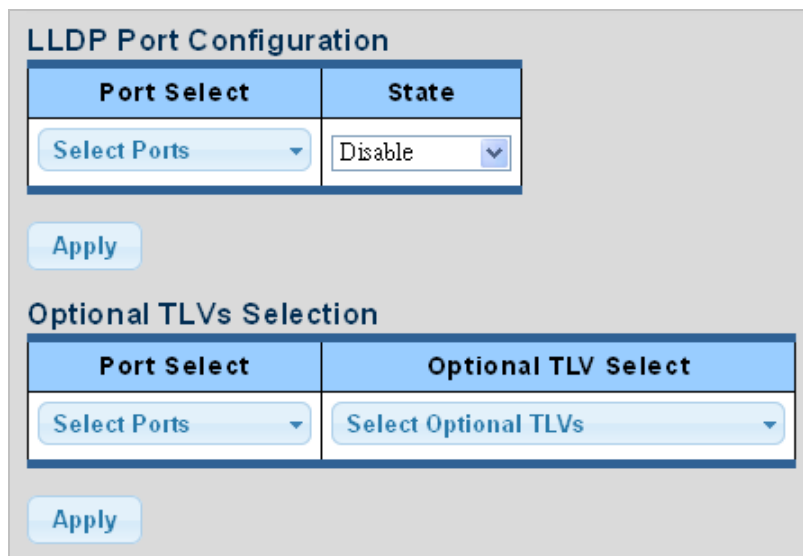 LLDP Port Configuration
Port Select State
Select Ports Disable
Apply
Optional TLVs Selection
Port Select Optional TLV Select
Select Ports Select Optional TLVs
Apply